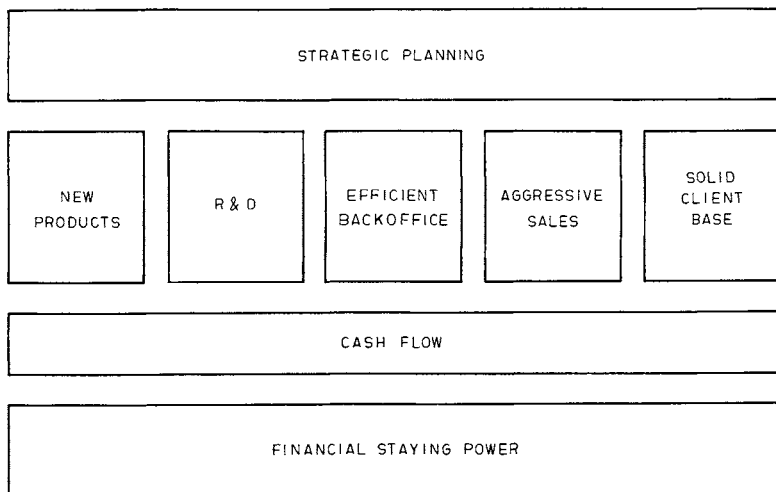 STRATEGIC PLANNING
NEW
PRODUCTS
R & D
EFFICIENT
BACKOFFICE
AGGRESSIVE
SALES
SOLID
CLIENT
BASE
CASH FLOW
FINANCIAL STAYING POWER